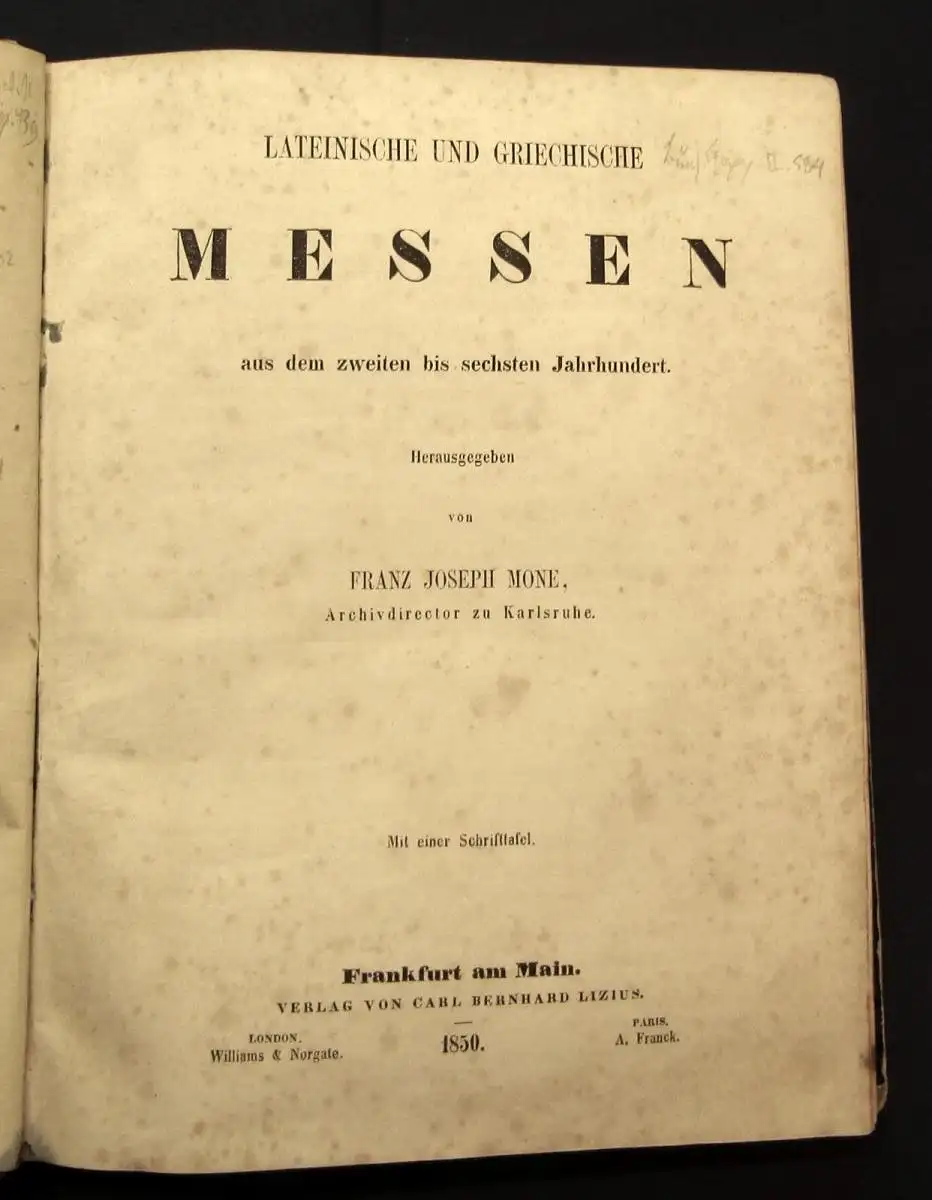 LATEINISCHE UND GRIECHISCHE
MESSEN
aus dem zweiten bis sechsten Jahrhundert.
Herausgegeben
von
FRANZ JOSEPH MONE,
Archivdirector zu Karlsruhe.
Mit einer Schrifttafel.
Frankfurt am Main.
VERLAG VON CARL BERNHARD LIZIUS.
LONDON.
Williams & Norgate.
1850.
PARIS.
A. Franck.